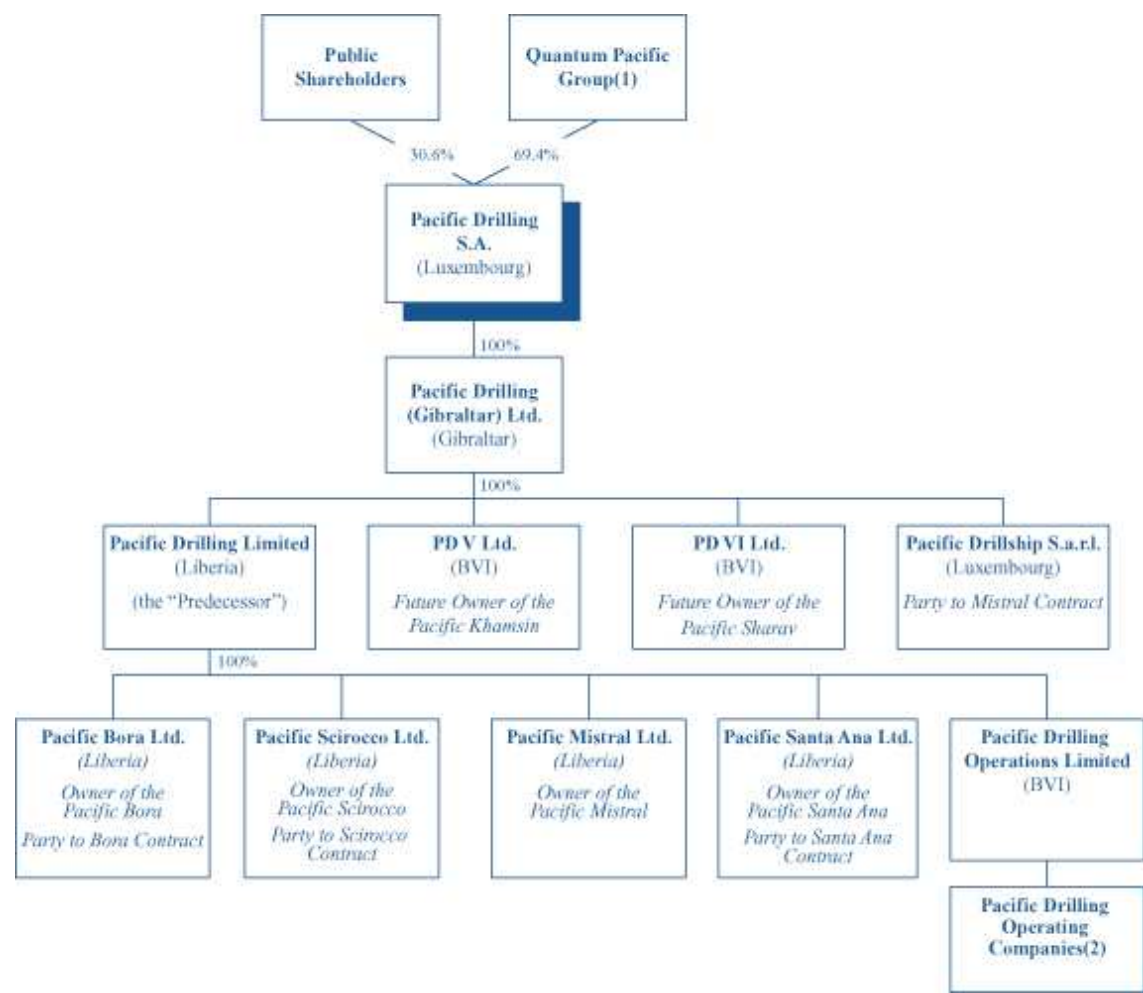 Public
Shareholders
Quantum Pacific
Group(1)
30.6%
69.4%
Pacific Drilling
S.A.
(Luxembourg)
100%
Pacific Drilling
(Gibraltar) Ltd.
(Gibraltar)
100%
Pacific Drilling Limited
(Liberia)
(the “Predecessor”)
PD V Ltd.
(BVI)
Future Owner of the
Pacific Khamsin
PD VI Ltd.
(BVI)
Future Owner of the
Pacific Sharav
Pacific Drillship S.a.r.l.
(Luxembourg)
Party to Mistral Contract
100%
Pacific Bora Ltd.
(Liberia)
Owner of the
Pacific Bora
Party to Bora Contract
Pacific Scirocco Ltd.
(Liberia)
Owner of the
Pacific Scirocco
Party to Scirocco
Contract
Pacific Mistral Ltd.
(Liberia)
Owner of the
Pacific Mistral
Pacific Santa Ana Ltd.
(Liberia)
Owner of the
Pacific Santa Ana
Party to Santa Ana
Contract
Pacific Drilling
Operations Limited
(BVI)
Pacific Drilling
Operating
Companies(2)